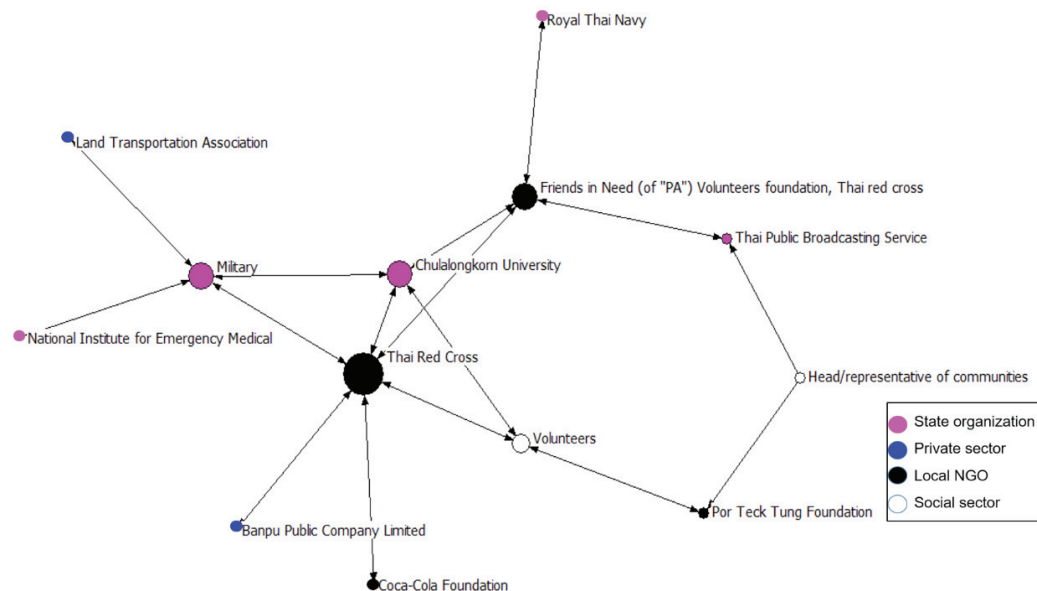 Royal Thai Navy
Land Transportation Association
Friends in Need (of "PA") Volunteers foundation, Thai red cross
Thai Public Broadcasting Service
Military
Chulalongkorn University
National Institute for Emergency Medical
Thai Red Cross
Head/representative of communities
State organization
Volunteers
Private sector
Local NGO
Social sector
Por Teck Tung Foundation
Banpu Public Company Limited
Coca-Cola Foundation